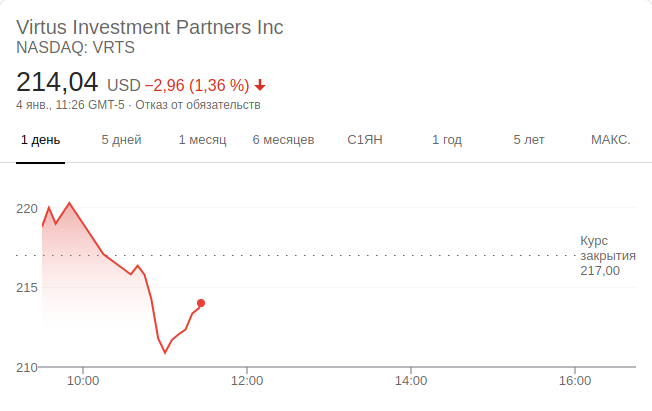 Virtus Investment Partners Inc
NASDAQ: VRTS
214,04 USD −2,96 (1,36 %)
4 янв., 11:26 GMT-5 · Отказ от обязательств
1 день 5 дней 1 месяц 6 месяцев С1ЯН 1 год 5 лет МАКС.
220
Курс
закрытия
217,00
215
210
10:00 12:00 14:00 16:00